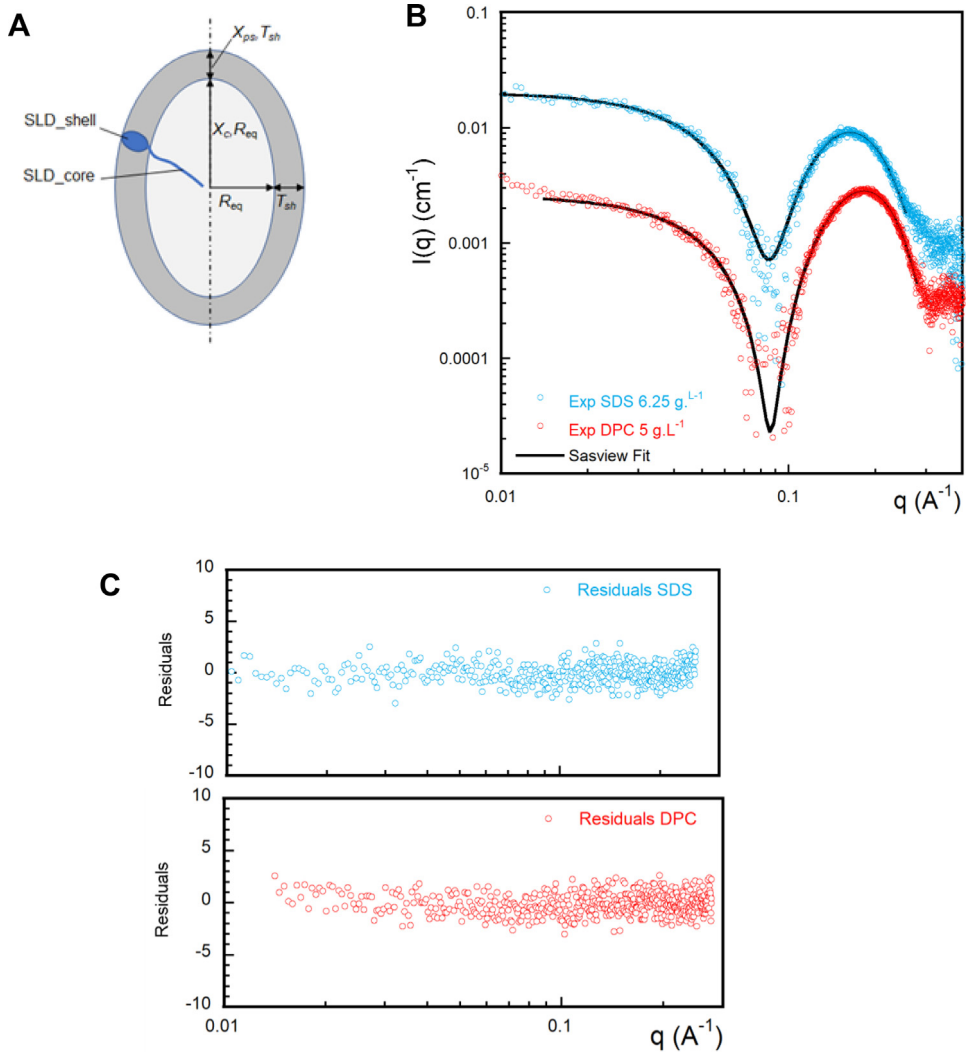 A
X_ps, T_sh
SLD_shell
X_c, R_eq
SLD_core
R_eq
T_sh
B
0.1
0.01
0.001
0.0001
10^-5
I(q) (cm^-1)
Exp SDS 6.25 g.^L-1
Exp DPC 5 g.L^-1
Sasview Fit
0.01
0.1
q (A^-1)
C
10
5
0
-5
-10
Residuals
Residuals SDS
10
5
0
-5
-10
Residuals
Residuals DPC
0.01
0.1
q (A^-1)